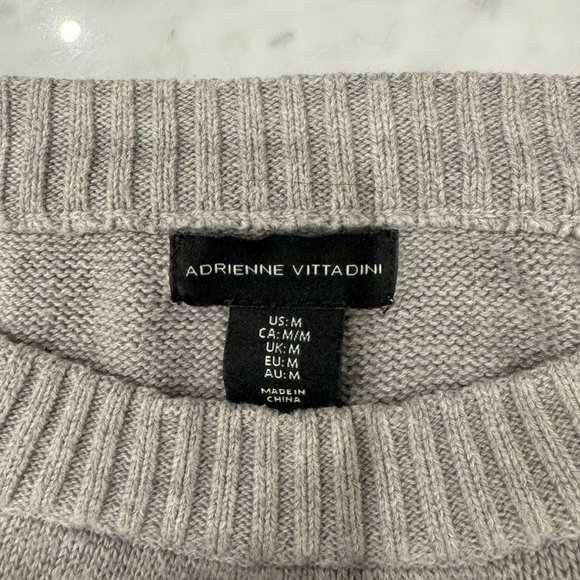 ADRIENNE VITTADINI
US: M
CA: M/M
UK: M
EU: M
AU: M
MADE IN
CHINA